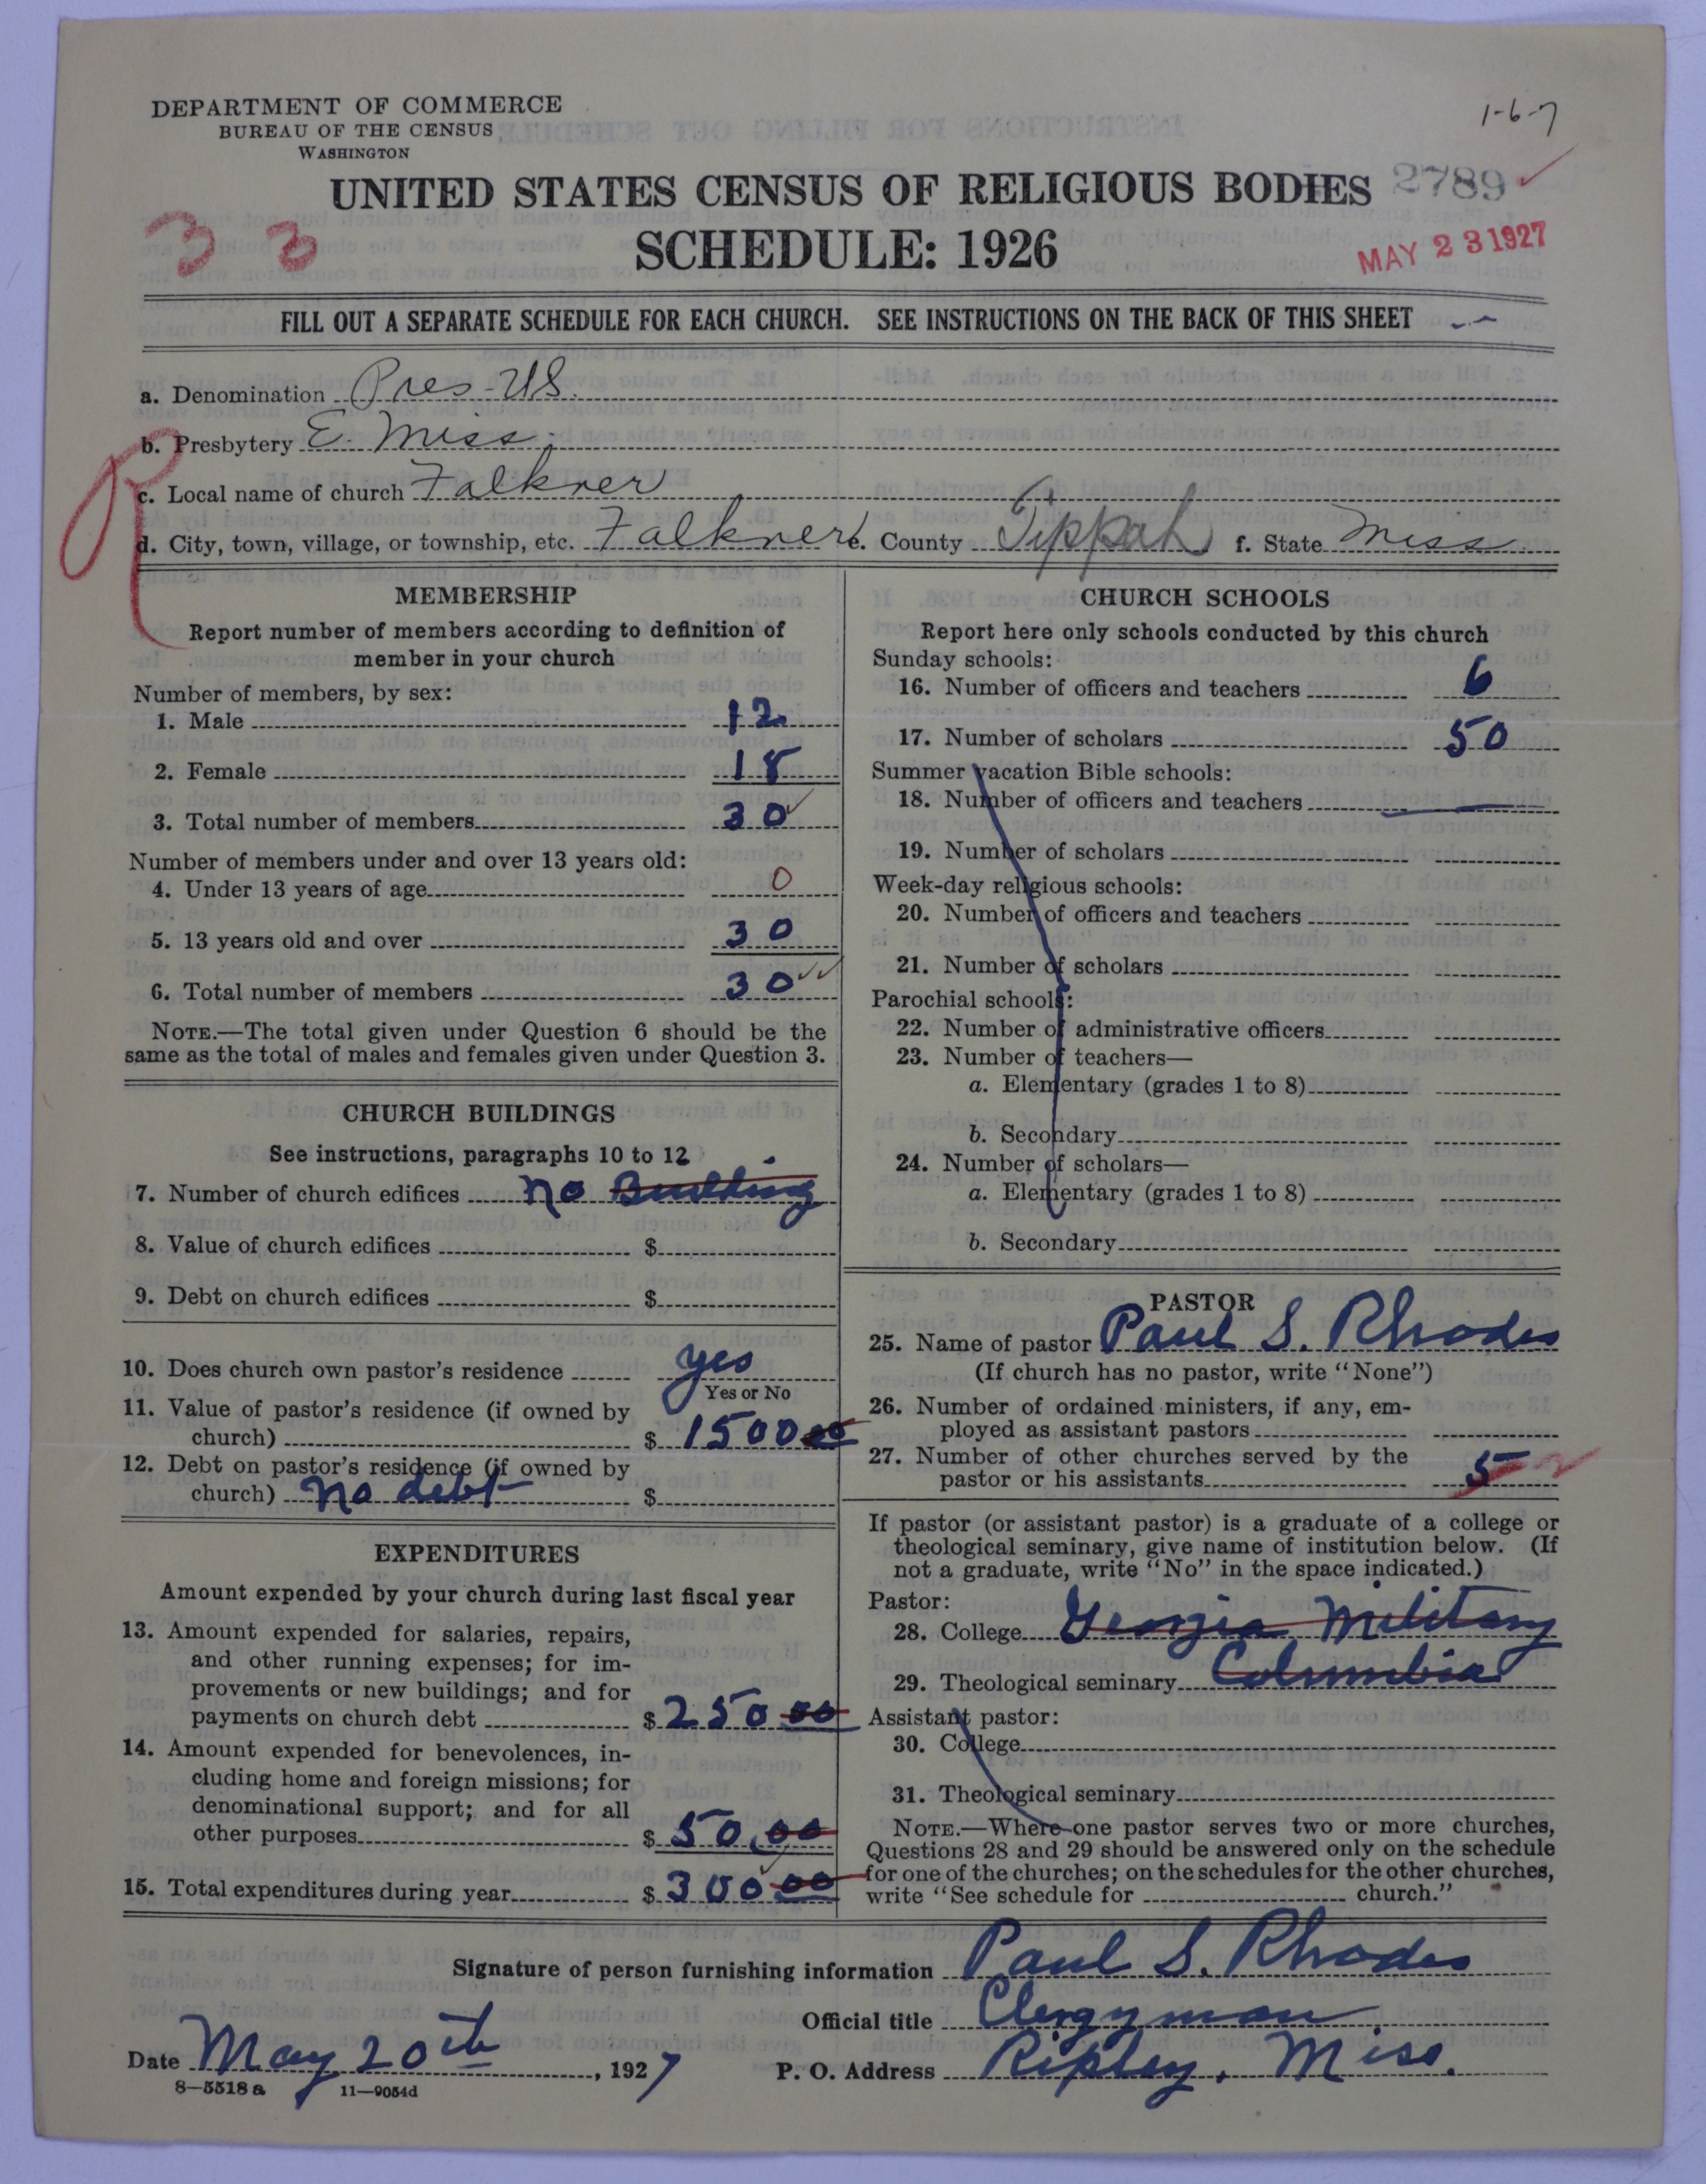 DEPARTMENT OF COMMERCE
BUREAU OF THE CENSUS
WASHINGTON
1-6-7
UNITED STATES CENSUS OF RELIGIOUS BODIES 2789
SCHEDULE: 1926
33
MAY 23 1927
FILL OUT A SEPARATE SCHEDULE FOR EACH CHURCH. SEE INSTRUCTIONS ON THE BACK OF THIS SHEET
a. Denomination Pres-US.
b. Presbytery E. Miss.
c. Local name of church Falkner
d. City, town, village, or township, etc. Falkner e. County Tippah f. State Miss
R
MEMBERSHIP
Report number of members according to definition of
member in your church
Number of members, by sex:
1. Male 12
2. Female 18
3. Total number of members 30
Number of members under and over 13 years old:
4. Under 13 years of age 0
5. 13 years old and over 30
6. Total number of members 30
NOTE.—The total given under Question 6 should be the
same as the total of males and females given under Question 3.
CHURCH BUILDINGS
See instructions, paragraphs 10 to 12
7. Number of church edifices no Building
8. Value of church edifices $
9. Debt on church edifices $
10. Does church own pastor's residence yes
Yes or No
11. Value of pastor's residence (if owned by
church) $ 1500 00
12. Debt on pastor's residence (if owned by
church) no debt $
EXPENDITURES
Amount expended by your church during last fiscal year
13. Amount expended for salaries, repairs,
and other running expenses; for im-
provements or new buildings; and for
payments on church debt $ 250 00
14. Amount expended for benevolences, in-
cluding home and foreign missions; for
denominational support; and for all
other purposes $ 50.00
15. Total expenditures during year $ 300 00
CHURCH SCHOOLS
Report here only schools conducted by this church
Sunday schools:
16. Number of officers and teachers 6
17. Number of scholars 50
Summer vacation Bible schools:
18. Number of officers and teachers
19. Number of scholars
Week-day religious schools:
20. Number of officers and teachers
21. Number of scholars
Parochial schools:
22. Number of administrative officers
23. Number of teachers—
a. Elementary (grades 1 to 8)
b. Secondary
24. Number of scholars—
a. Elementary (grades 1 to 8)
b. Secondary
PASTOR
25. Name of pastor Paul S. Rhodes
(If church has no pastor, write "None")
26. Number of ordained ministers, if any, em-
ployed as assistant pastors
27. Number of other churches served by the
pastor or his assistants 5
If pastor (or assistant pastor) is a graduate of a college or
theological seminary, give name of institution below. (If
not a graduate, write "No" in the space indicated.)
Pastor:
28. College Georgia Military
29. Theological seminary Columbia
Assistant pastor:
30. College
31. Theological seminary
NOTE.—Where one pastor serves two or more churches,
Questions 28 and 29 should be answered only on the schedule
for one of the churches; on the schedules for the other churches,
write "See schedule for church."
Signature of person furnishing information Paul S. Rhodes
Official title Clergyman
Date May 20th, 1927 P. O. Address Ripley, Miss.
8—5518a 11—9054d